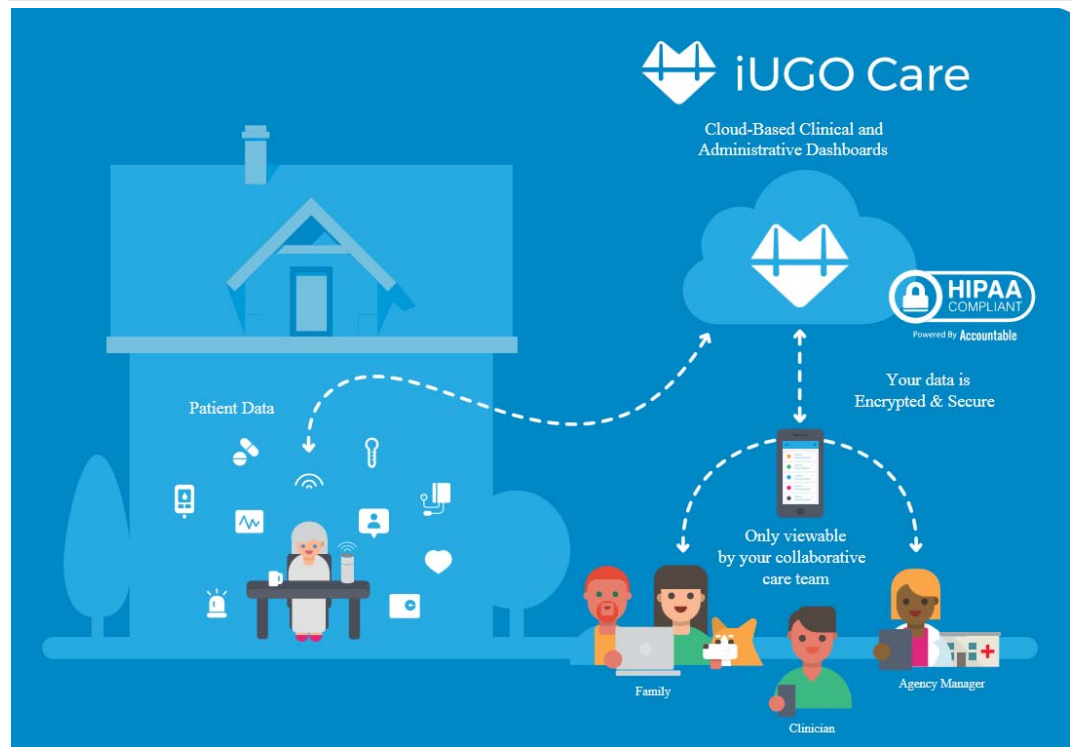 iUGO Care
Cloud-Based Clinical and
Administrative Dashboards
HIPAA
COMPLIANT
Powered By Accountable
Your data is
Encrypted & Secure
Patient Data
Only viewable
by your collaborative
care team
Family
Clinician
Agency Manager